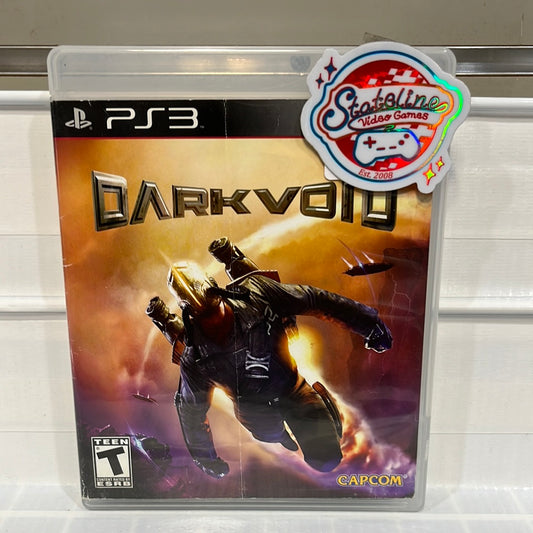 PS3
Stateline
Video Games
Est. 2008
DARKVOID
TEEN
T
CONTENT RATED BY
ESRB
CAPCOM